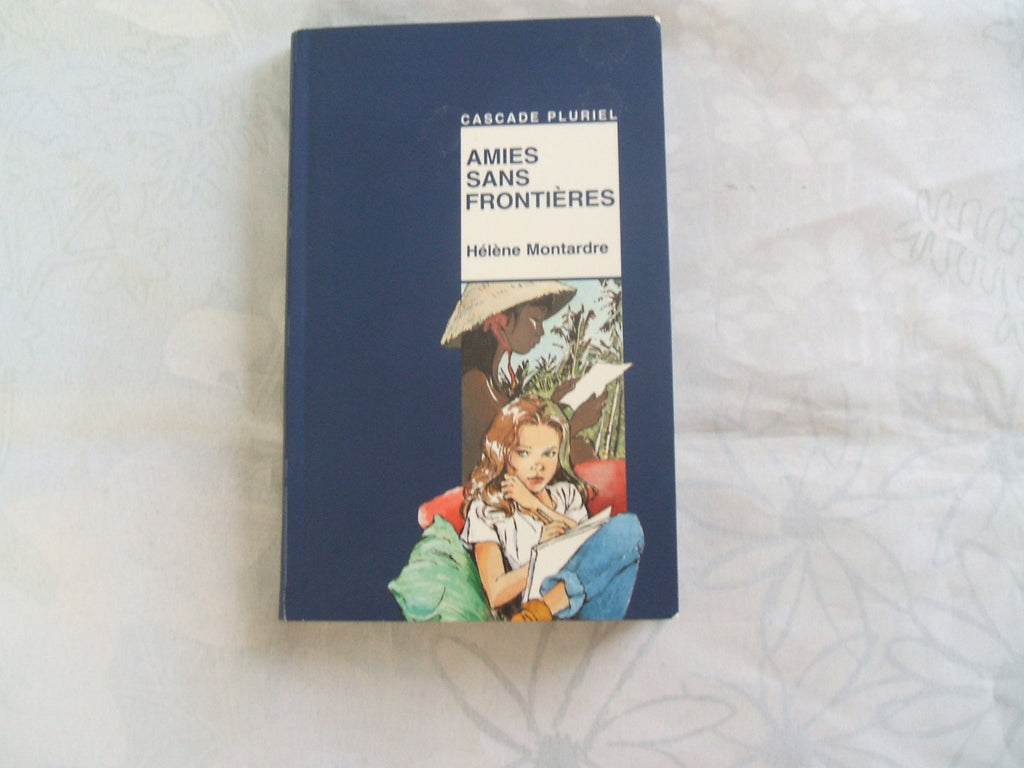 CASCADE PLURIEL
AMIES
SANS
FRONTIÈRES
Hélène Montardre